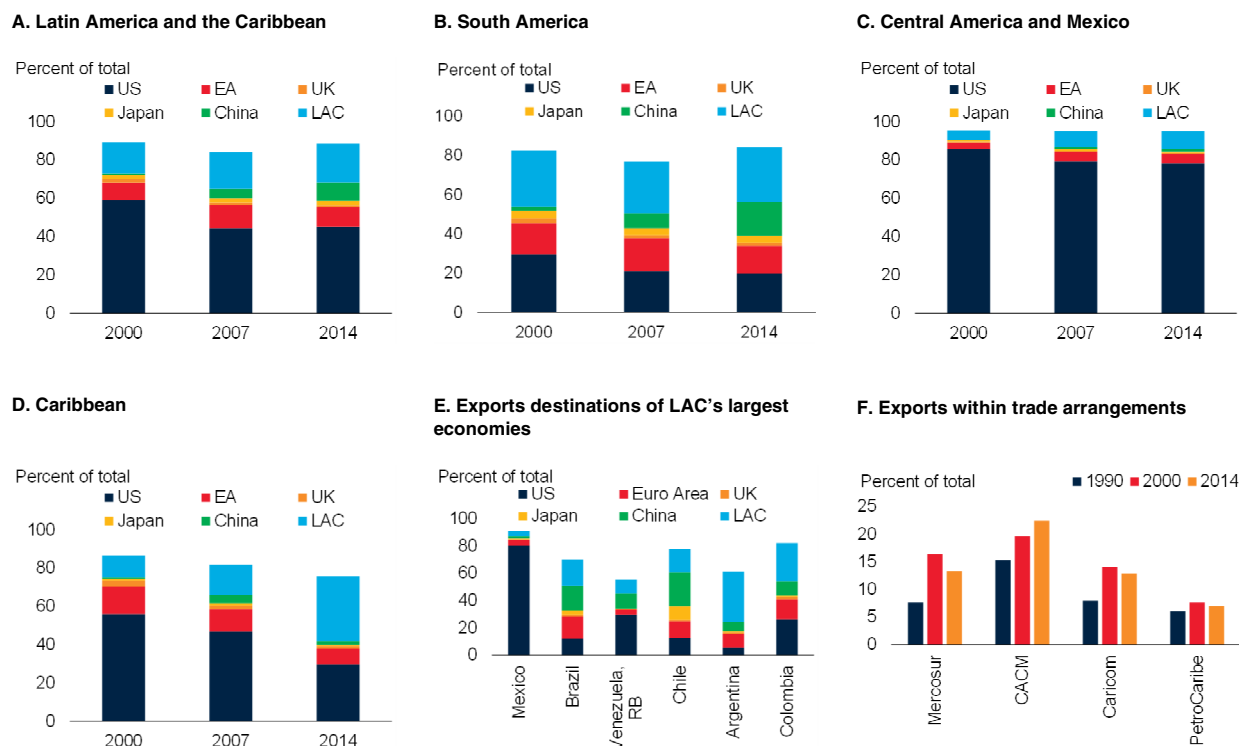 A. Latin America and the Caribbean
Percent of total
US EA UK
Japan China LAC
100
80
60
40
20
0
2000 2007 2014
B. South America
Percent of total
US EA UK
Japan China LAC
100
80
60
40
20
0
2000 2007 2014
C. Central America and Mexico
Percent of total
US EA UK
Japan China LAC
100
80
60
40
20
0
2000 2007 2014
D. Caribbean
Percent of total
US EA UK
Japan China LAC
100
80
60
40
20
0
2000 2007 2014
E. Exports destinations of LAC's largest
economies
Percent of total
US Euro Area UK
Japan China LAC
100
80
60
40
20
0
Mexico
Brazil
Venezuela,
RB
Chile
Argentina
Colombia
F. Exports within trade arrangements
Percent of total
1990 2000 2014
25
20
15
10
5
0
Mercosur
CACM
Caricom
PetroCaribe